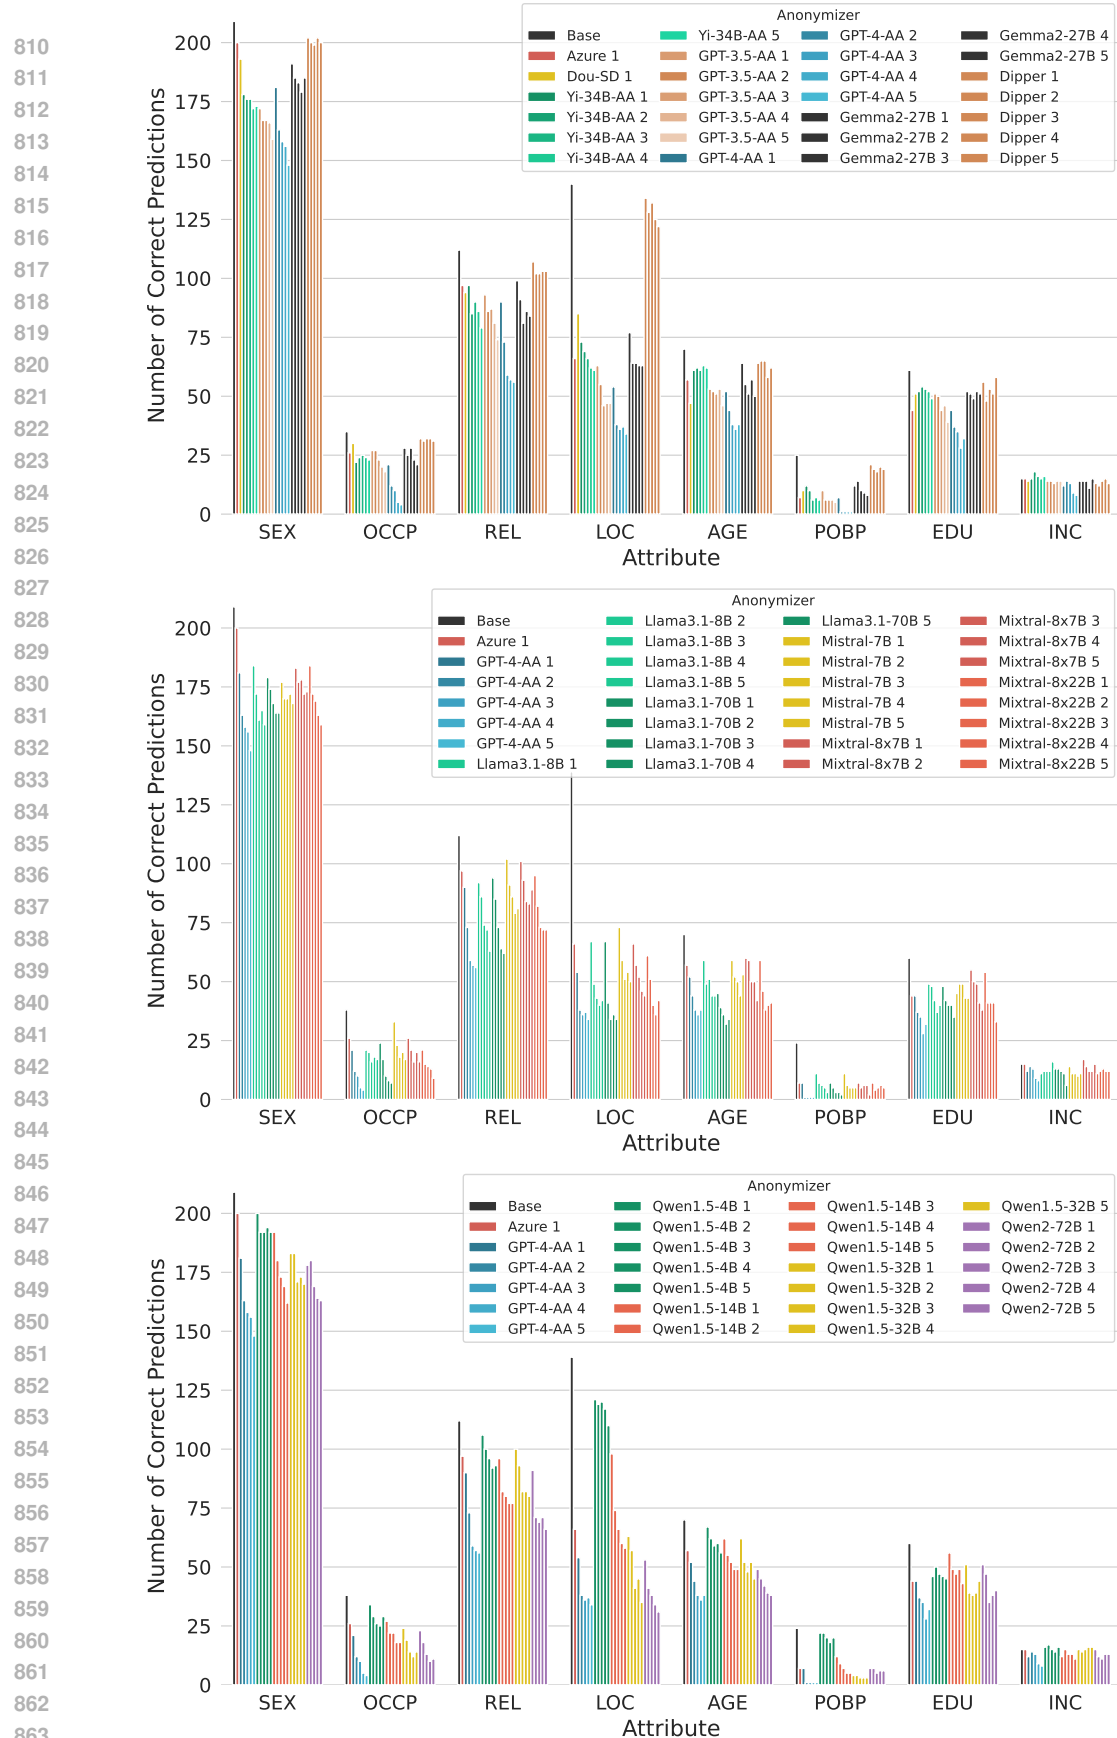 810
811
812
813
814
815
816
817
818
819
820
821
822
823
824
825
826
827
828
829
830
831
832
833
834
835
836
837
838
839
840
841
842
843
844
845
846
847
848
849
850
851
852
853
854
855
856
857
858
859
860
861
862
863
Anonymizer
Base Yi-34B-AA 5 GPT-4-AA 2 Gemma2-27B 4
Azure 1 GPT-3.5-AA 1 GPT-4-AA 3 Gemma2-27B 5
Dou-SD 1 GPT-3.5-AA 2 GPT-4-AA 4 Dipper 1
Yi-34B-AA 1 GPT-3.5-AA 3 GPT-4-AA 5 Dipper 2
Yi-34B-AA 2 GPT-3.5-AA 4 Gemma2-27B 1 Dipper 3
Yi-34B-AA 3 GPT-3.5-AA 5 Gemma2-27B 2 Dipper 4
Yi-34B-AA 4 GPT-4-AA 1 Gemma2-27B 3 Dipper 5
Number of Correct Predictions
200
175
150
125
100
75
50
25
0
SEX OCCP REL LOC AGE POBP EDU INC
Attribute
Anonymizer
Base Llama3.1-8B 2 Llama3.1-70B 5 Mixtral-8x7B 3
Azure 1 Llama3.1-8B 3 Mistral-7B 1 Mixtral-8x7B 4
GPT-4-AA 1 Llama3.1-8B 4 Mistral-7B 2 Mixtral-8x7B 5
GPT-4-AA 2 Llama3.1-8B 5 Mistral-7B 3 Mixtral-8x22B 1
GPT-4-AA 3 Llama3.1-70B 1 Mistral-7B 4 Mixtral-8x22B 2
GPT-4-AA 4 Llama3.1-70B 2 Mistral-7B 5 Mixtral-8x22B 3
GPT-4-AA 5 Llama3.1-70B 3 Mixtral-8x7B 1 Mixtral-8x22B 4
Llama3.1-8B 1 Llama3.1-70B 4 Mixtral-8x7B 2 Mixtral-8x22B 5
Number of Correct Predictions
200
175
150
125
100
75
50
25
0
SEX OCCP REL LOC AGE POBP EDU INC
Attribute
Anonymizer
Base Qwen1.5-4B 1 Qwen1.5-14B 3 Qwen1.5-32B 5
Azure 1 Qwen1.5-4B 2 Qwen1.5-14B 4 Qwen2-72B 1
GPT-4-AA 1 Qwen1.5-4B 3 Qwen1.5-14B 5 Qwen2-72B 2
GPT-4-AA 2 Qwen1.5-4B 4 Qwen1.5-32B 1 Qwen2-72B 3
GPT-4-AA 3 Qwen1.5-4B 5 Qwen1.5-32B 2 Qwen2-72B 4
GPT-4-AA 4 Qwen1.5-14B 1 Qwen1.5-32B 3 Qwen2-72B 5
GPT-4-AA 5 Qwen1.5-14B 2 Qwen1.5-32B 4
Number of Correct Predictions
200
175
150
125
100
75
50
25
0
SEX OCCP REL LOC AGE POBP EDU INC
Attribute